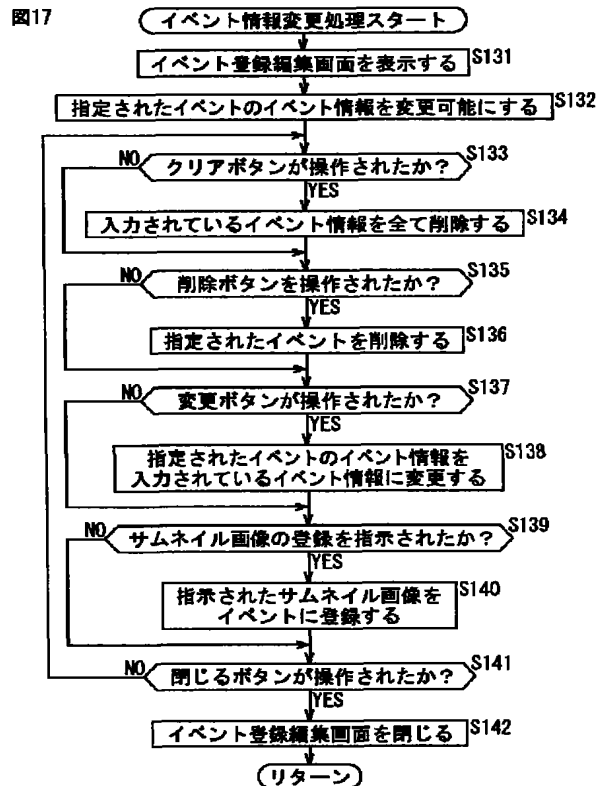 図17
イベント情報変更処理スタート
イベント登録編集画面を表示する S131
指定されたイベントのイベント情報を変更可能にする S132
NO クリアボタンが操作されたか? S133
YES
入力されているイベント情報を全て削除する S134
NO 削除ボタンを操作されたか? S135
YES
指定されたイベントを削除する S136
NO 変更ボタンが操作されたか? S137
YES
指定されたイベントのイベント情報を S138
入力されているイベント情報に変更する
NO サムネイル画像の登録を指示されたか? S139
YES
指示されたサムネイル画像を S140
イベントに登録する
NO 閉じるボタンが操作されたか? S141
YES
イベント登録編集画面を閉じる S142
リターン